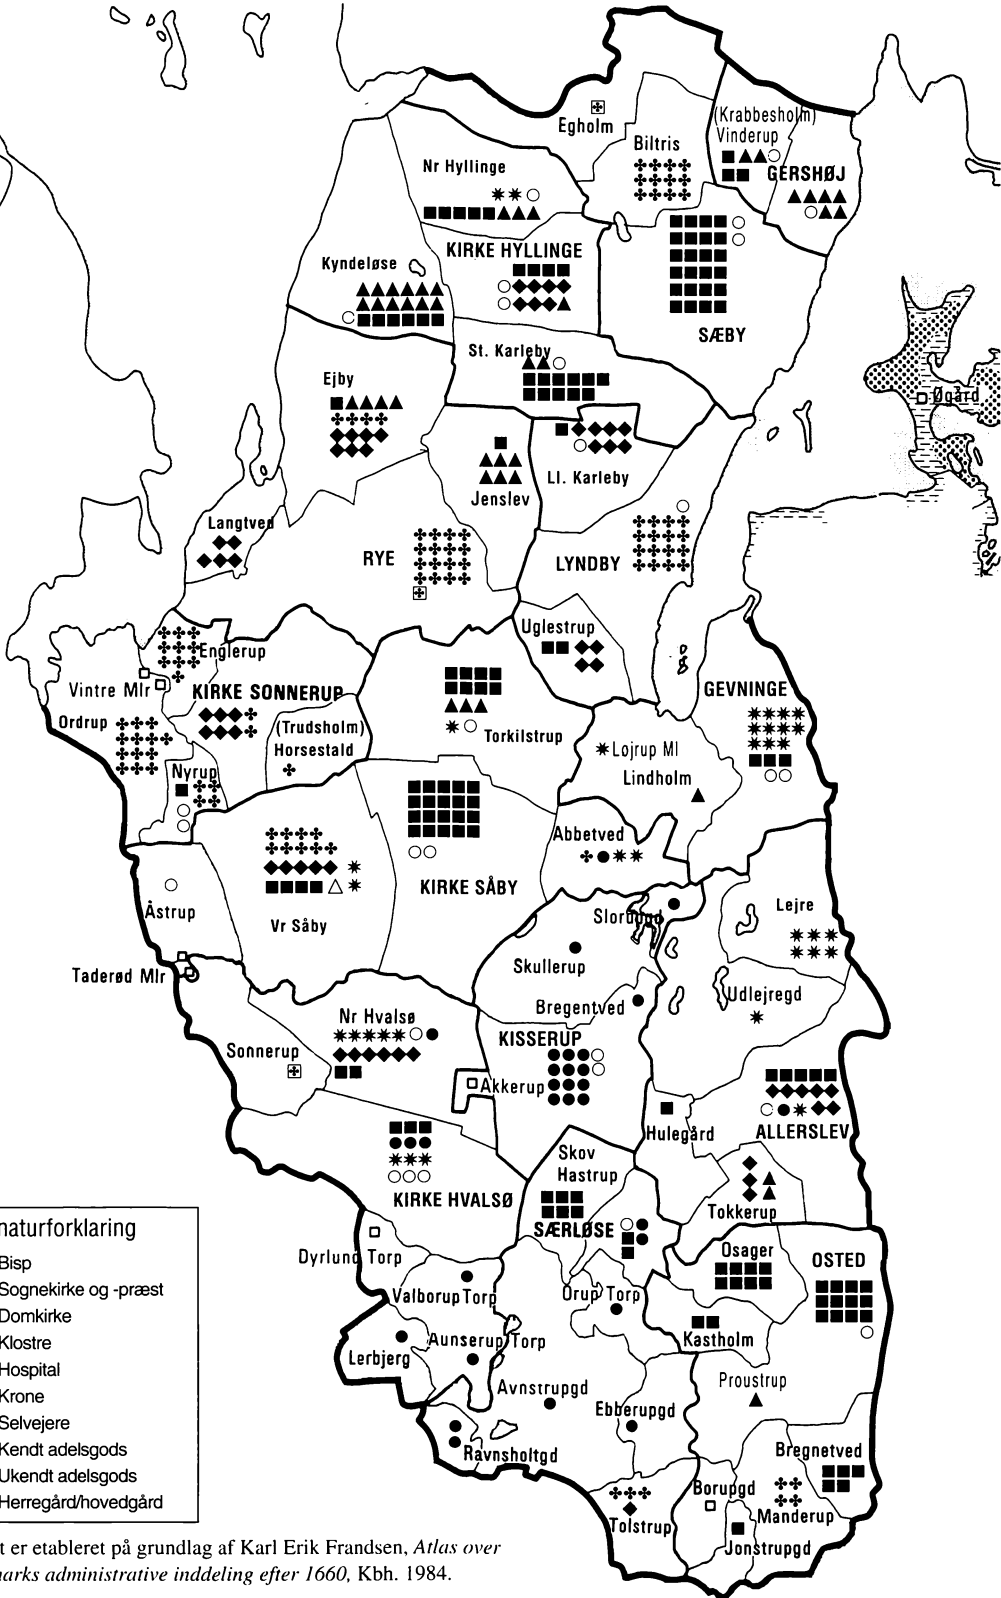 Egholm
(Krabbesholm)
Vinderup
Biltris
GERSHØJ
Nr Hyllinge
KIRKE HYLLINGE
Kyndeløse
SÆBY
St. Karleby
Ejby
Øgård
Ll. Karleby
Jenslev
Langtved
RYE
LYNDBY
Uglestrup
Englerup
Vintre Mlr
KIRKE SONNERUP
GEVNINGE
Ordrup
(Trudsholm)
Horsestald
Torkilstrup
Løjrup Ml
Lindholm
Nyrup
Abbetved
KIRKE SÅBY
Åstrup
Vr Såby
Slorupgd
Lejre
Skullerup
Taderød Mlr
Udlejregd
Bregentved
Nr Hvalsø
KISSERUP
Sonnerup
Akkerup
Hulegård
ALLERSLEV
Skov
Hastrup
KIRKE HVALSØ
Tokkerup
SÆRLØSE
Dyrlund Torp
Osager
OSTED
Valborup Torp
Orup Torp
Kastholm
Aunserup Torp
Lerbjerg
Proustrup
Avnstrupgd
Ebberupgd
Ravnsholtgd
Bregnetved
Borupgd
Manderup
Tolstrup
Jonstrupgd
naturforklaring
Bisp
Sognekirke og -præst
Domkirke
Klostre
Hospital
Krone
Selvejere
Kendt adelsgods
Ukendt adelsgods
Herregård/hovedgård
t er etableret på grundlag af Karl Erik Frandsen, Atlas over
marks administrative inddeling efter 1660, Kbh. 1984.